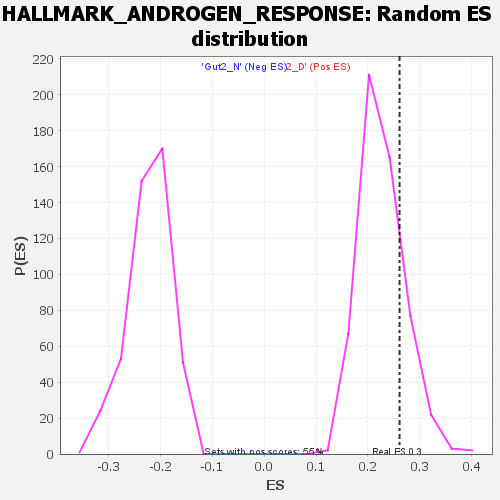 HALLMARK_ANDROGEN_RESPONSE: Random ES
distribution
'Gut2_N' (Neg ES) 2_D' (Pos ES)
P(ES)
220
200
180
160
140
120
100
80
60
40
20
0
Sets with pos scores: 55%
Real ES 0.3
-0.3 -0.2 -0.1 0.0 0.1 0.2 0.3 0.4
ES